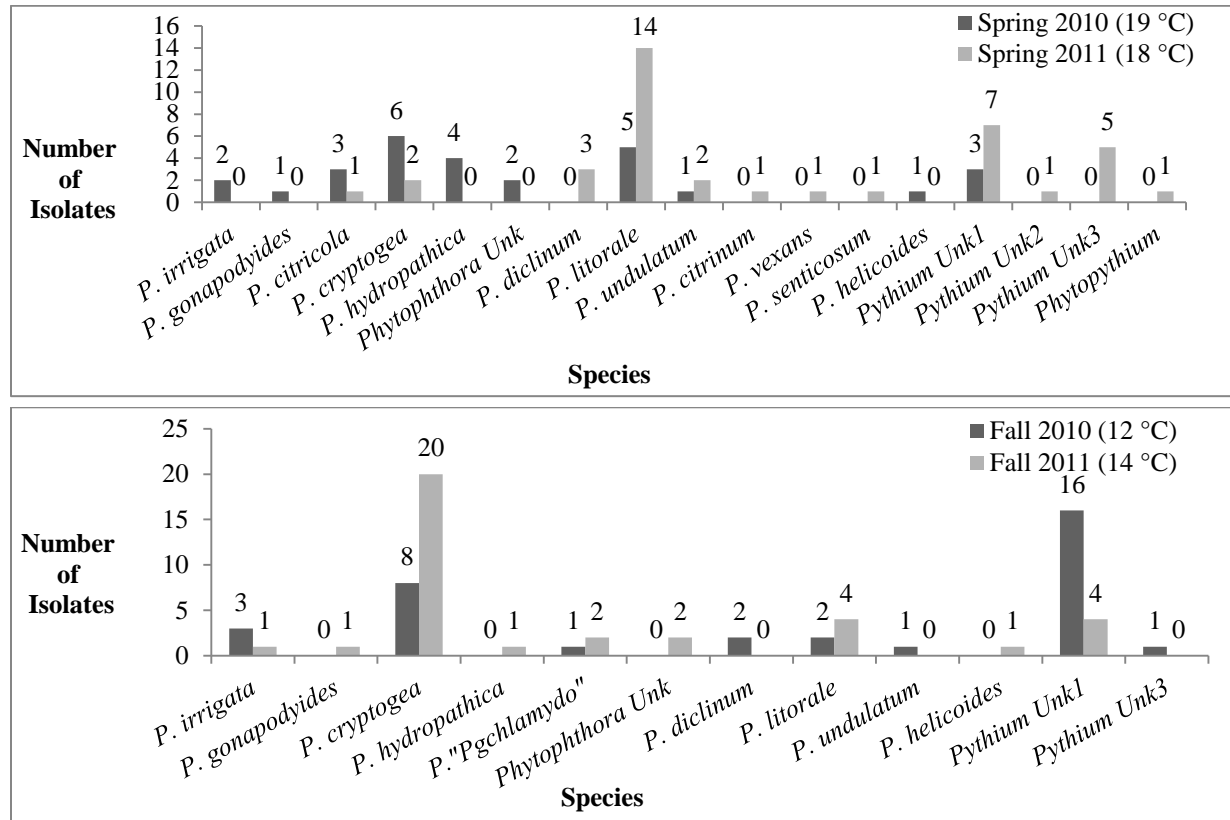 16
14
12
10
8
6
4
2
0
Number
of
Isolates
Spring 2010 (19 °C)
Spring 2011 (18 °C)
2 0 1 0 3 1 6 2 4 0 2 0 0 3 5 14 1 2 0 1 0 1 0 1 1 0 3 7 0 1 0 5 0 1
P. irrigata
P. gonapodyides
P. citricola
P. cryptogea
P. hydropathica
Phytophthora Unk
P. diclinum
P. litorale
P. undulatum
P. citrinum
P. vexans
P. senticosum
P. helicoides
Pythium Unk1
Pythium Unk2
Pythium Unk3
Phytopythium
Species
25
20
15
10
5
0
Number
of
Isolates
Fall 2010 (12 °C)
Fall 2011 (14 °C)
3 1 0 1 8 20 0 1 1 2 0 2 2 0 2 4 1 0 0 1 16 4 1 0
P. irrigata
P. gonapodyides
P. cryptogea
P. hydropathica
P."Pgchlamydo"
Phytophthora Unk
P. diclinum
P. litorale
P. undulatum
P. helicoides
Pythium Unk1
Pythium Unk3
Species